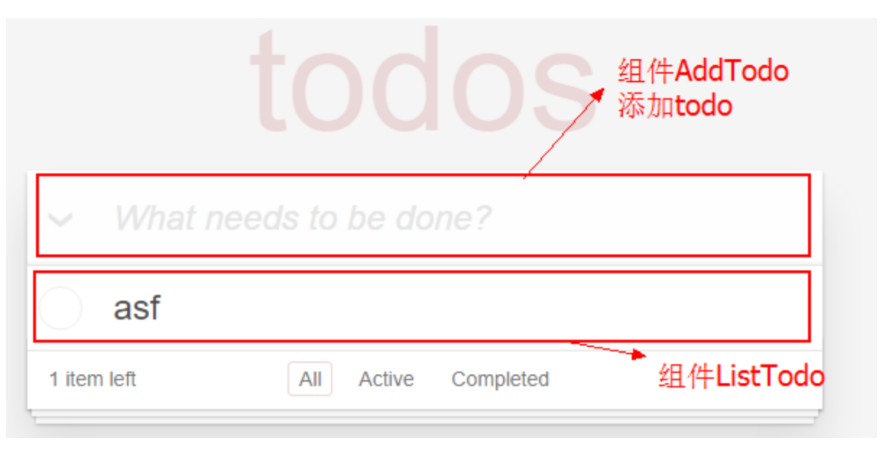 todos
组件AddTodo
添加todo
What needs to be done?
asf
1 item left All Active Completed
组件ListTodo